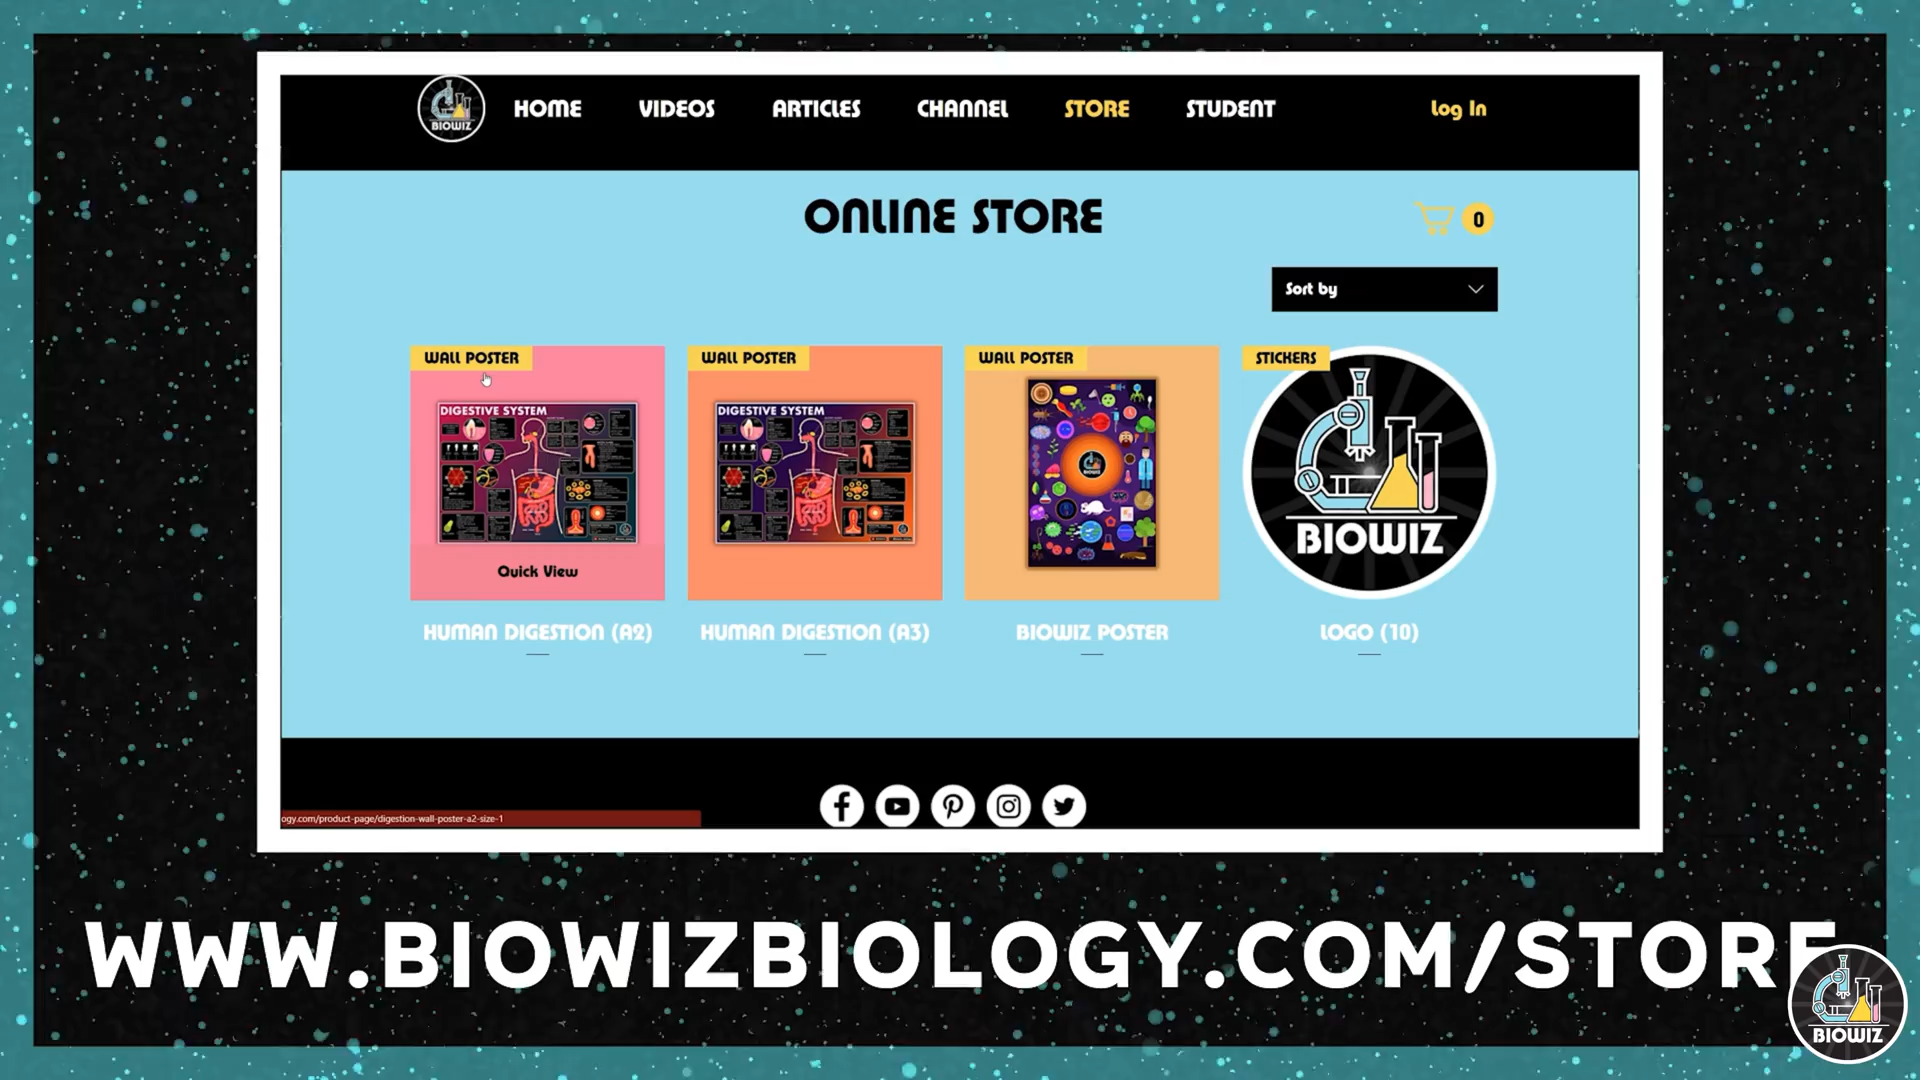 BIOWIZ
HOME VIDEOS ARTICLES CHANNEL STORE STUDENT Log In
ONLINE STORE
0
Sort by
WALL POSTER WALL POSTER WALL POSTER STICKERS
DIGESTIVE SYSTEM DIGESTIVE SYSTEM
BIOWIZ
Quick View
HUMAN DIGESTION (A2) HUMAN DIGESTION (A3) BIOWIZ POSTER LOGO (10)
ogy.com/product-page/digestion-wall-poster-a2-size-1
WWW.BIOWIZBIOLOGY.COM/STORE
BIOWIZ